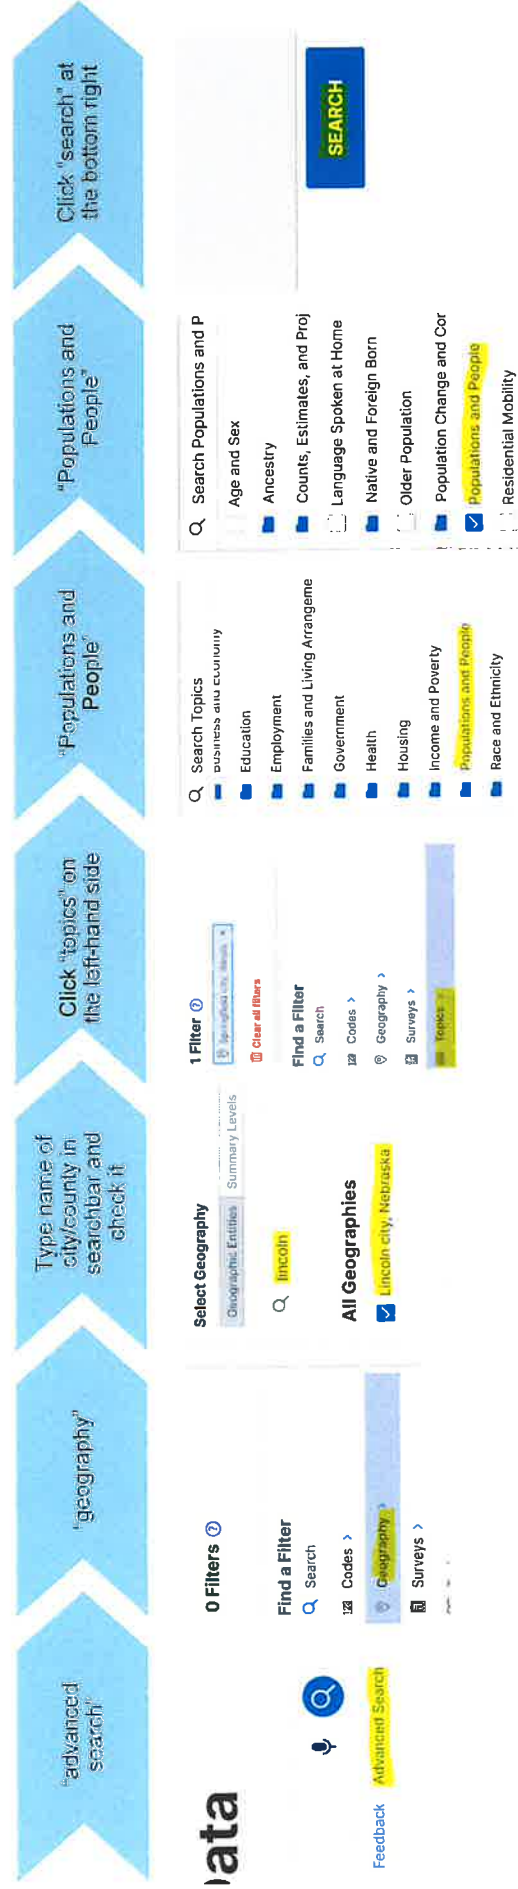 "advanced
search"
"geography"
Type name of
city/county in
searchbar and
check it
Click "topics" on
the left-hand side
"Populations and
People"
"Populations and
People"
Click "search" at
the bottom right
ata
Feedback Advanced Search
0 Filters
Find a Filter
Search
Codes >
Geography >
Surveys >
Select Geography
Geographic Entities Summary Levels
lincoln
All Geographies
Lincoln city, Nebraska
1 Filter
Springfield city, Illinois ×
Clear all filters
Find a Filter
Search
Codes >
Geography >
Surveys >
Topics >
Search Topics
Business and Economy
Education
Employment
Families and Living Arrangeme
Government
Health
Housing
Income and Poverty
Populations and People
Race and Ethnicity
Search Populations and P
Age and Sex
Ancestry
Counts, Estimates, and Proj
Language Spoken at Home
Native and Foreign Born
Older Population
Population Change and Cor
Populations and People
Residential Mobility
SEARCH